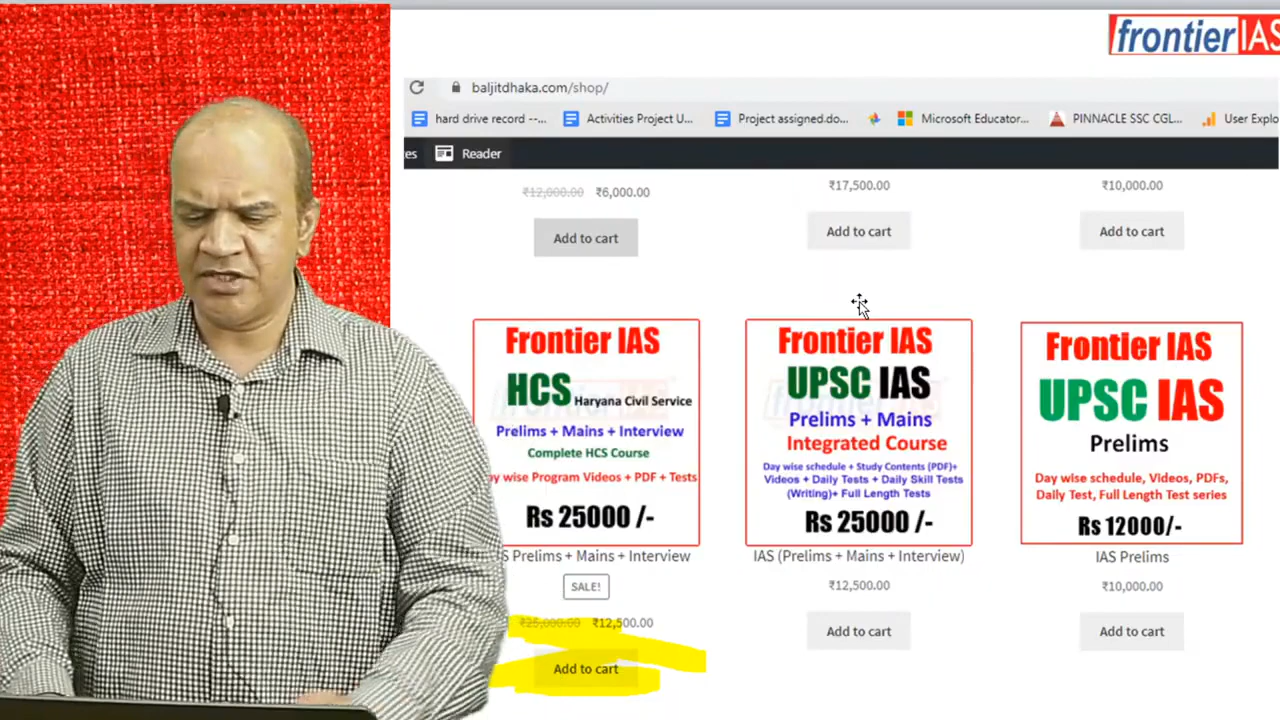 frontier IAS
baljitdhaka.com/shop/
hard drive record --...
Activities Project U...
Project assigned.do...
Microsoft Educator...
PINNACLE SSC CGL...
User Explo
es
Reader
₹12,000.00 ₹6,000.00
Add to cart
₹17,500.00
Add to cart
₹10,000.00
Add to cart
Frontier IAS
HCS Haryana Civil Service
Prelims + Mains + Interview
Complete HCS Course
y wise Program Videos + PDF + Tests
Rs 25000 /-
S Prelims + Mains + Interview
SALE!
₹25,000.00 ₹12,500.00
Add to cart
Frontier IAS
UPSC IAS
Prelims + Mains
Integrated Course
Day wise schedule + Study Contents (PDF)+
Videos + Daily Tests + Daily Skill Tests
(Writing)+ Full Length Tests
Rs 25000 /-
IAS (Prelims + Mains + Interview)
₹12,500.00
Add to cart
Frontier IAS
UPSC IAS
Prelims
Day wise schedule, Videos, PDFs,
Daily Test, Full Length Test series
Rs 12000/-
IAS Prelims
₹10,000.00
Add to cart